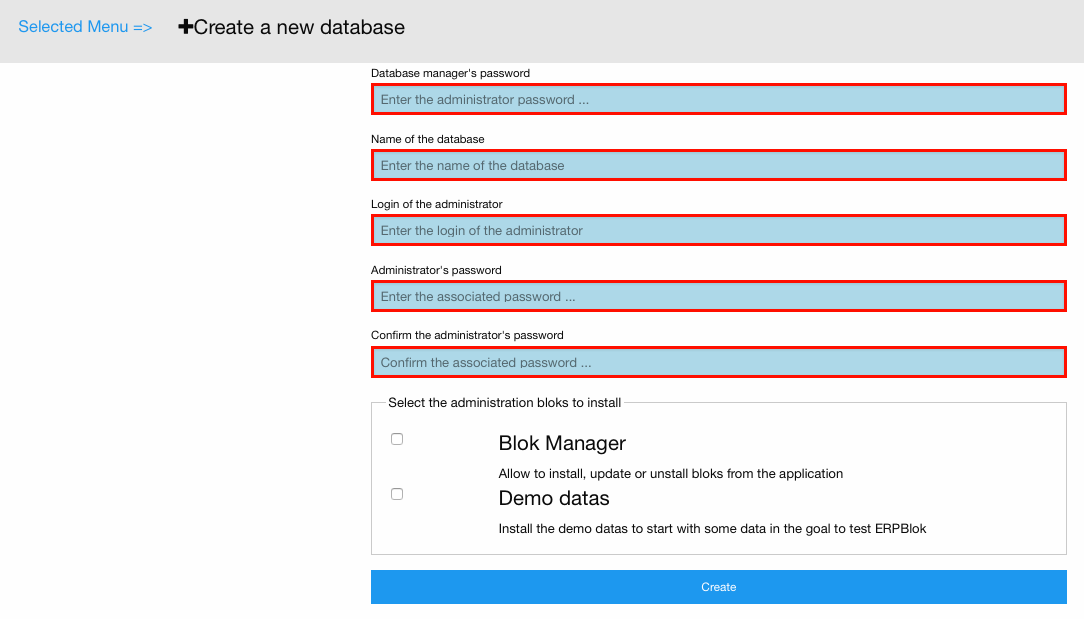 Selected Menu => ✚Create a new database
Database manager's password
Enter the administrator password ...
Name of the database
Enter the name of the database
Login of the administrator
Enter the login of the administrator
Administrator's password
Enter the associated password ...
Confirm the administrator's password
Confirm the associated password ...
Select the administration bloks to install
Blok Manager
Allow to install, update or unstall bloks from the application
Demo datas
Install the demo datas to start with some data in the goal to test ERPBlok
Create